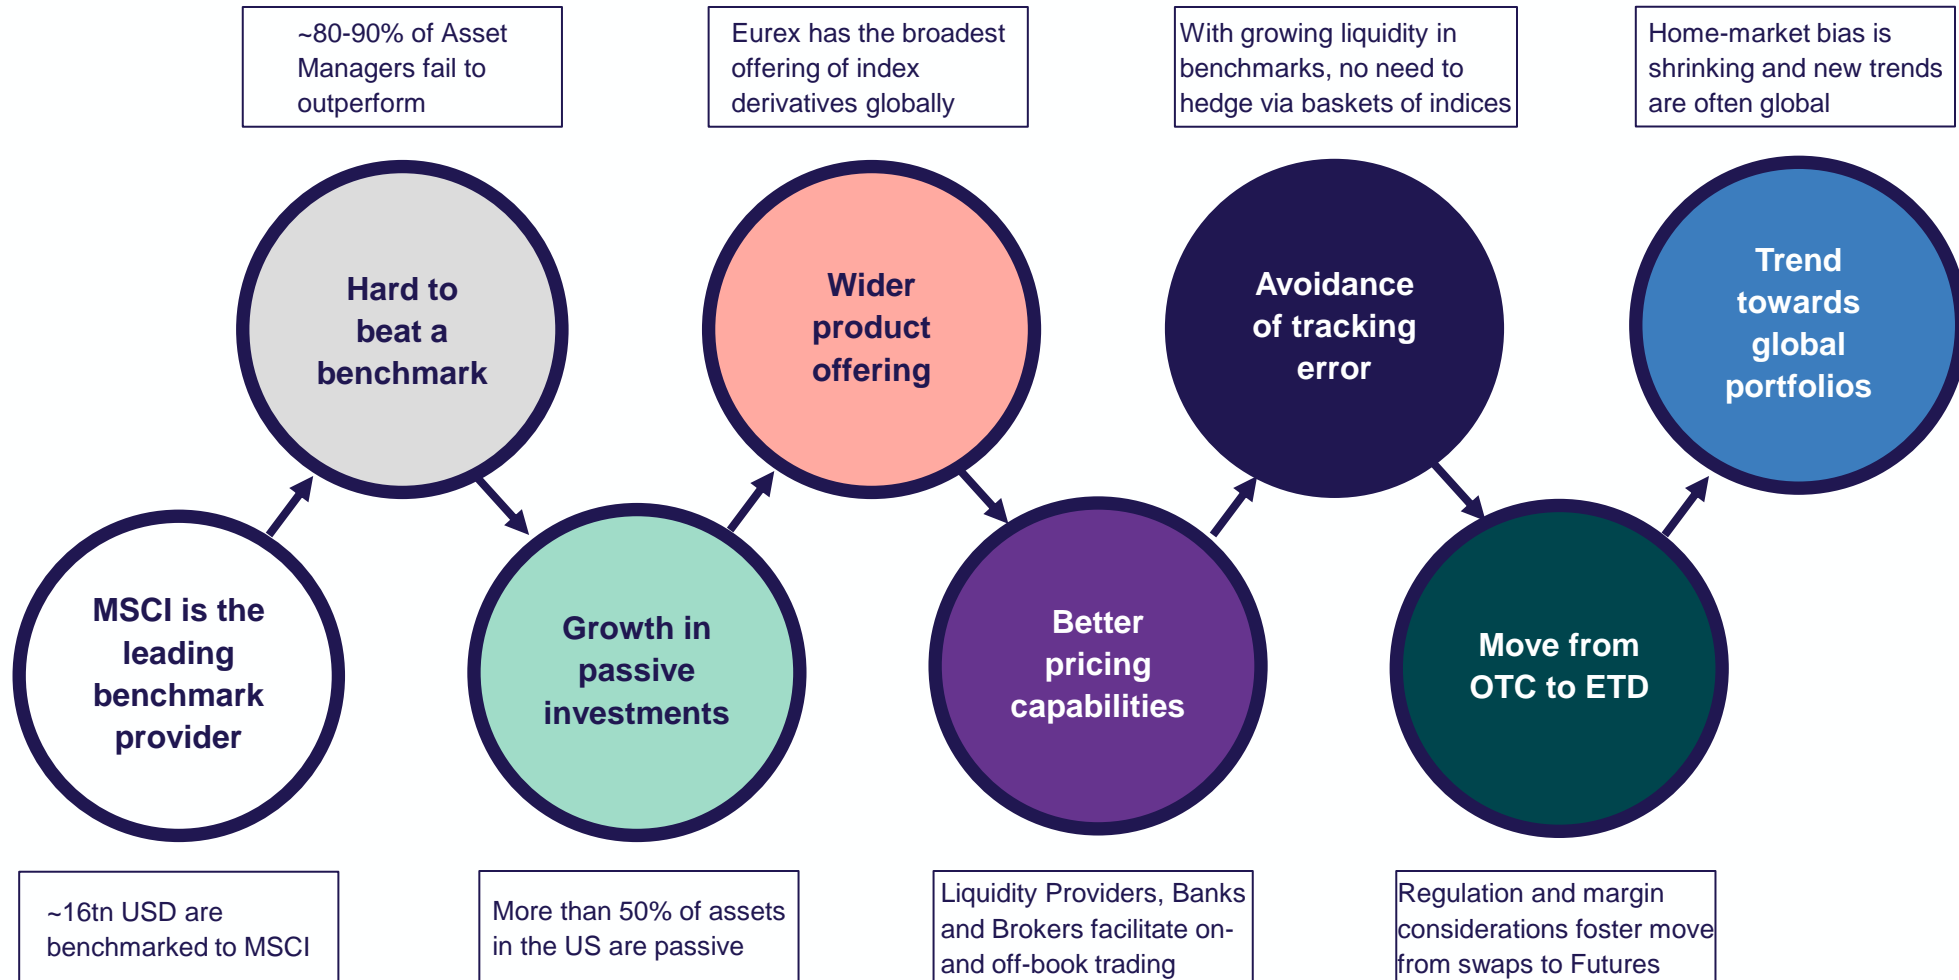 ~80-90% of Asset
Managers fail to
outperform
Eurex has the broadest
offering of index
derivatives globally
With growing liquidity in
benchmarks, no need to
hedge via baskets of indices
Home-market bias is
shrinking and new trends
are often global
Hard to
beat a
benchmark
Wider
product
offering
Avoidance
of tracking
error
Trend
towards
global
portfolios
MSCI is the
leading
benchmark
provider
Growth in
passive
investments
Better
pricing
capabilities
Move from
OTC to ETD
~16tn USD are
benchmarked to MSCI
More than 50% of assets
in the US are passive
Liquidity Providers, Banks
and Brokers facilitate on-
and off-book trading
Regulation and margin
considerations foster move
from swaps to Futures